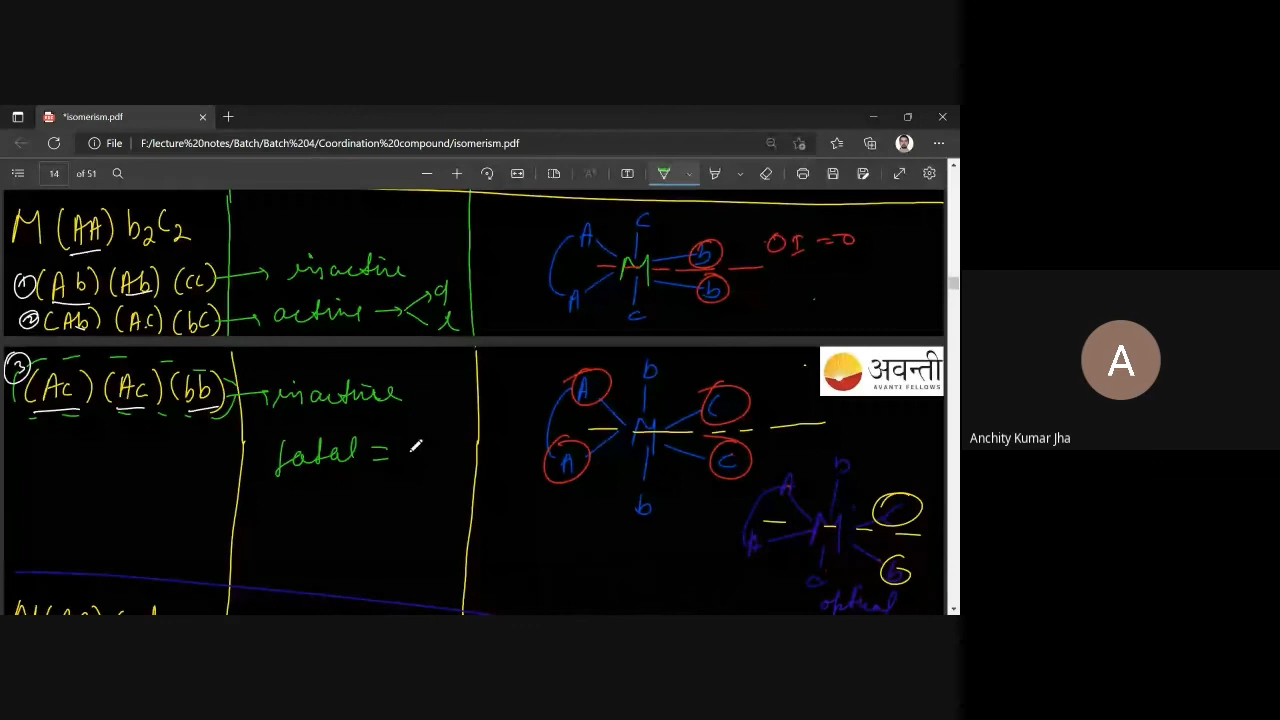 *isomerism.pdf
File F:/lecture%20notes/Batch/Batch%204/Coordination%20compound/isomerism.pdf
14 of 51
M (AA) b2C2
① (Ab) (Ab) (cc) → inactive
② (Ab) (AC) (bC) → active → d l
③ (AC) (AC) (bb) → inactive
total =
C
A M b OI = 0
A b
C
अवन्ती
AVANTI FELLOWS
b
A M C
A C
b
b
A M
A b
optical
A
Anchity Kumar Jha